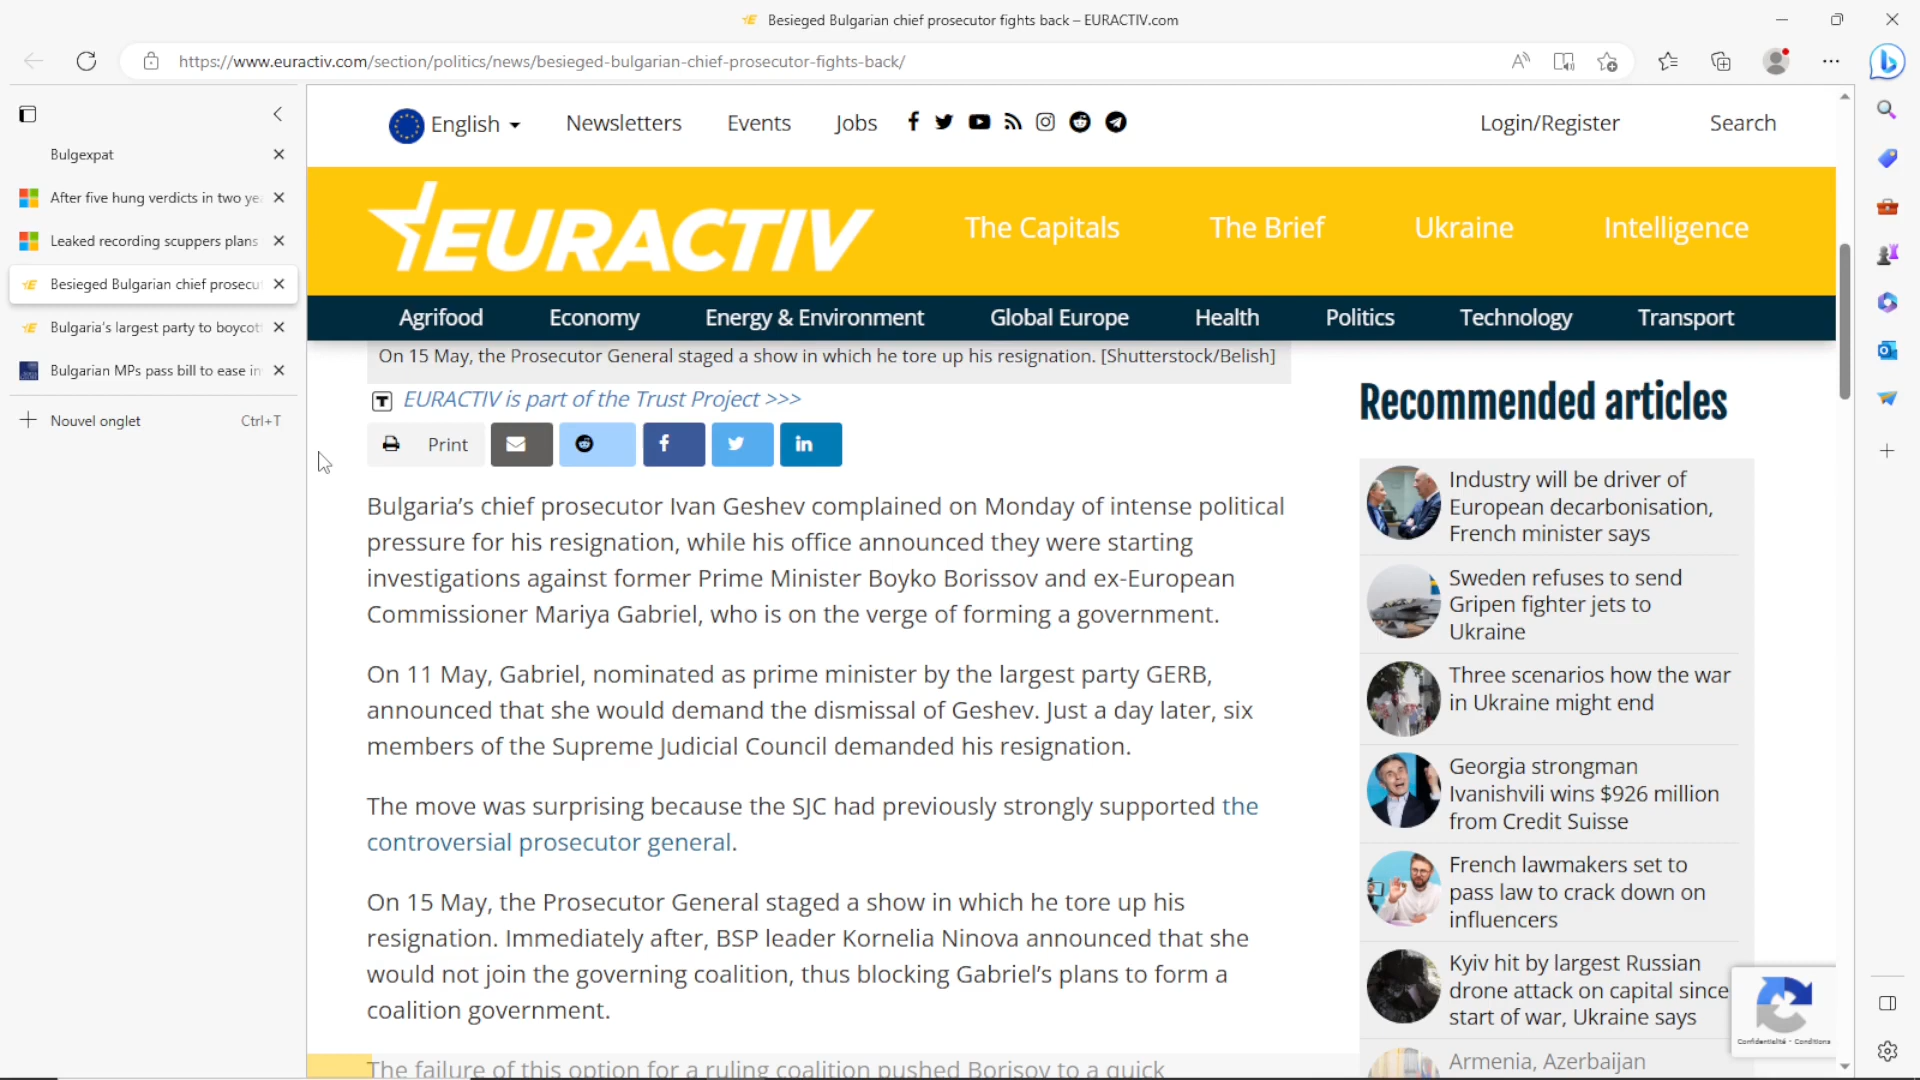 Besieged Bulgarian chief prosecutor fights back – EURACTIV.com
https://www.euractiv.com/section/politics/news/besieged-bulgarian-chief-prosecutor-fights-back/
Bulgexpat
After five hung verdicts in two ye
Leaked recording scuppers plans
Besieged Bulgarian chief prosecu
Bulgaria's largest party to boycot
Bulgarian MPs pass bill to ease in
Nouvel onglet Ctrl+T
English Newsletters Events Jobs Login/Register Search
EURACTIV
The Capitals The Brief Ukraine Intelligence
Agrifood Economy Energy & Environment Global Europe Health Politics Technology Transport
On 15 May, the Prosecutor General staged a show in which he tore up his resignation. [Shutterstock/Belish]
T EURACTIV is part of the Trust Project >>>
Print
Bulgaria's chief prosecutor Ivan Geshev complained on Monday of intense political
pressure for his resignation, while his office announced they were starting
investigations against former Prime Minister Boyko Borissov and ex-European
Commissioner Mariya Gabriel, who is on the verge of forming a government.
On 11 May, Gabriel, nominated as prime minister by the largest party GERB,
announced that she would demand the dismissal of Geshev. Just a day later, six
members of the Supreme Judicial Council demanded his resignation.
The move was surprising because the SJC had previously strongly supported the
controversial prosecutor general.
On 15 May, the Prosecutor General staged a show in which he tore up his
resignation. Immediately after, BSP leader Kornelia Ninova announced that she
would not join the governing coalition, thus blocking Gabriel's plans to form a
coalition government.
The failure of this option for a ruling coalition pushed Borisov to a quick
Recommended articles
Industry will be driver of
European decarbonisation,
French minister says
Sweden refuses to send
Gripen fighter jets to
Ukraine
Three scenarios how the war
in Ukraine might end
Georgia strongman
Ivanishvili wins $926 million
from Credit Suisse
French lawmakers set to
pass law to crack down on
influencers
Kyiv hit by largest Russian
drone attack on capital since
start of war, Ukraine says
Armenia, Azerbaijan
Confidentialité - Conditions